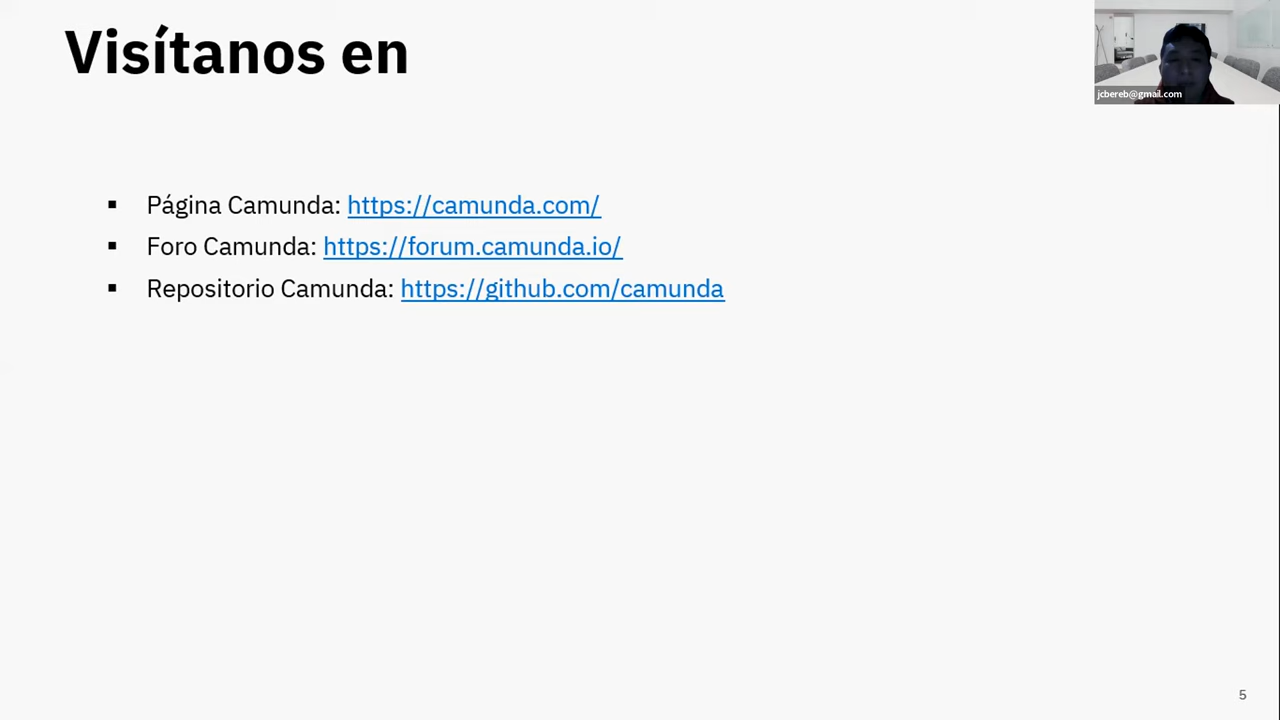 Visítanos en
jcbereb@gmail.com
▪ Página Camunda: https://camunda.com/
▪ Foro Camunda: https://forum.camunda.io/
▪ Repositorio Camunda: https://github.com/camunda
5